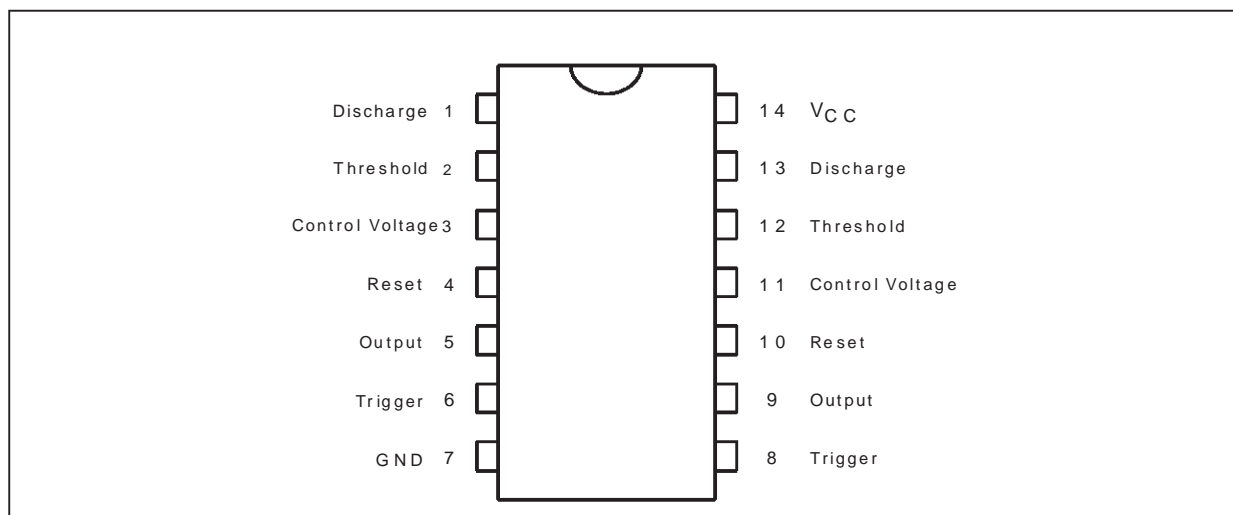 Discharge 1
Threshold 2
Control Voltage 3
Reset 4
Output 5
Trigger 6
GND 7
14 VCC
13 Discharge
12 Threshold
11 Control Voltage
10 Reset
9 Output
8 Trigger